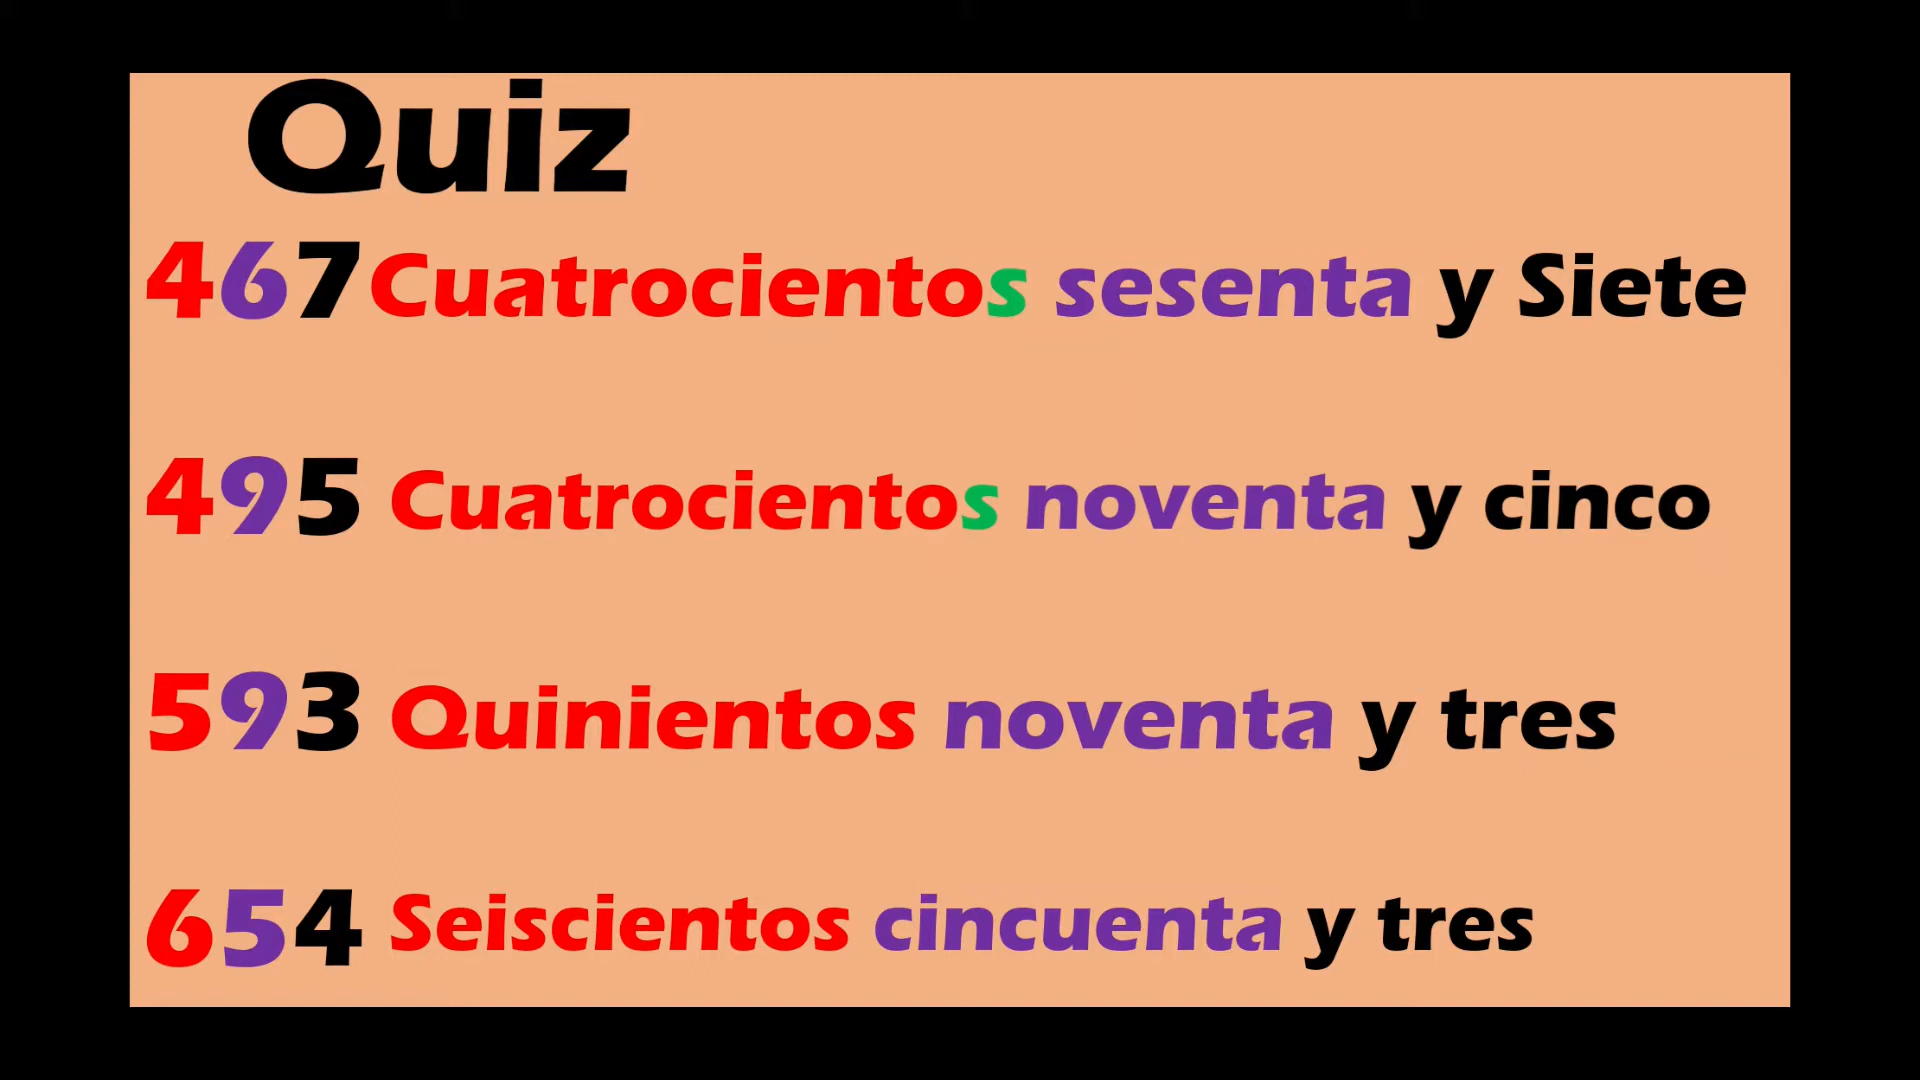 Quiz
467 Cuatrocientos sesenta y Siete
495 Cuatrocientos noventa y cinco
593 Quinientos noventa y tres
654 Seiscientos cincuenta y tres